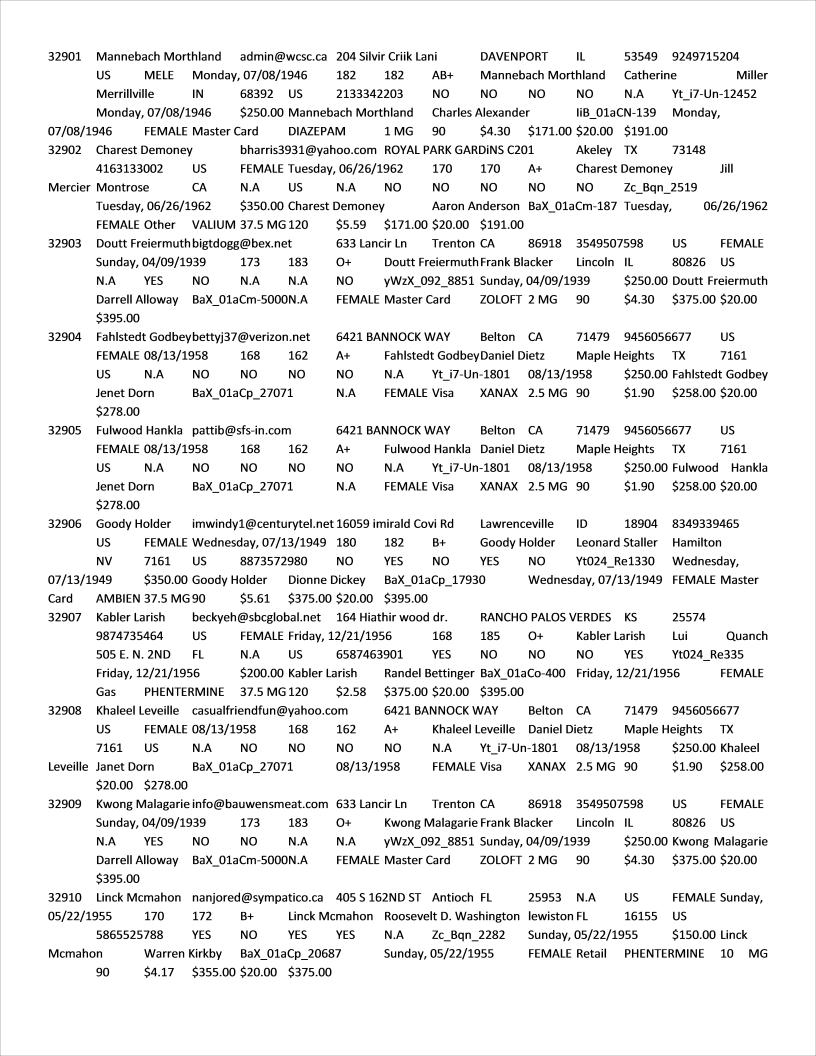 32901 Mannebach Morthland admin@wcsc.ca 204 Silvir Criik Lani DAVENPORT IL 53549 9249715204
US MELE Monday, 07/08/1946 182 182 AB+ Mannebach Morthland Catherine Miller
Merrillville IN 68392 US 2133342203 NO NO NO NO N.A Yt_i7-Un-12452
Monday, 07/08/1946 $250.00 Mannebach Morthland Charles Alexander IiB_01aCN-139 Monday,
07/08/1946 FEMALE Master Card DIAZEPAM 1 MG 90 $4.30 $171.00 $20.00 $191.00
32902 Charest Demoney bharris3931@yahoo.com ROYAL PARK GARDiNS C201 Akeley TX 73148
4163133002 US FEMALE Tuesday, 06/26/1962 170 170 A+ Charest Demoney Jill
Mercier Montrose CA N.A US N.A NO NO NO NO NO Zc_Bqn_2519
Tuesday, 06/26/1962 $350.00 Charest Demoney Aaron Anderson BaX_01aCm-187 Tuesday, 06/26/1962
FEMALE Other VALIUM 37.5 MG 120 $5.59 $171.00 $20.00 $191.00
32903 Doutt Freiermuth bigtdogg@bex.net 633 Lancir Ln Trenton CA 86918 3549507598 US FEMALE
Sunday, 04/09/1939 173 183 O+ Doutt Freiermuth Frank Blacker Lincoln IL 80826 US
N.A YES NO N.A N.A NO yWzX_092_8851 Sunday, 04/09/1939 $250.00 Doutt Freiermuth
Darrell Alloway BaX_01aCm-5000 N.A FEMALE Master Card ZOLOFT 2 MG 90 $4.30 $375.00 $20.00
$395.00
32904 Fahlstedt Godbey bettyj37@verizon.net 6421 BANNOCK WAY Belton CA 71479 9456056677 US
FEMALE 08/13/1958 168 162 A+ Fahlstedt Godbey Daniel Dietz Maple Heights TX 7161
US N.A NO NO NO NO N.A Yt_i7-Un-1801 08/13/1958 $250.00 Fahlstedt Godbey
Jenet Dorn BaX_01aCp_27071 N.A FEMALE Visa XANAX 2.5 MG 90 $1.90 $258.00 $20.00
$278.00
32905 Fulwood Hankla pattib@sfs-in.com 6421 BANNOCK WAY Belton CA 71479 9456056677 US
FEMALE 08/13/1958 168 162 A+ Fulwood Hankla Daniel Dietz Maple Heights TX 7161
US N.A NO NO NO NO N.A Yt_i7-Un-1801 08/13/1958 $250.00 Fulwood Hankla
Jenet Dorn BaX_01aCp_27071 N.A FEMALE Visa XANAX 2.5 MG 90 $1.90 $258.00 $20.00
$278.00
32906 Goody Holder imwindy1@centurytel.net 16059 imirald Covi Rd Lawrenceville ID 18904 8349339465
US FEMALE Wednesday, 07/13/1949 180 182 B+ Goody Holder Leonard Staller Hamilton
NV 7161 US 8873572980 NO YES NO YES NO Yt024_Re1330 Wednesday,
07/13/1949 $350.00 Goody Holder Dionne Dickey BaX_01aCp_17930 Wednesday, 07/13/1949 FEMALE Master
Card AMBIEN 37.5 MG 90 $5.61 $375.00 $20.00 $395.00
32907 Kabler Larish beckyeh@sbcglobal.net 164 Hiathir wood dr. RANCHO PALOS VERDES KS 25574
9874735464 US FEMALE Friday, 12/21/1956 168 185 O+ Kabler Larish Lui Quanch
505 E. N. 2ND FL N.A US 6587463901 YES NO NO NO YES Yt024_Re335
Friday, 12/21/1956 $200.00 Kabler Larish Randel Bettinger BaX_01aCo-400 Friday, 12/21/1956 FEMALE
Gas PHENTERMINE 37.5 MG 120 $2.58 $375.00 $20.00 $395.00
32908 Khaleel Leveille casualfriendfun@yahoo.com 6421 BANNOCK WAY Belton CA 71479 9456056677
US FEMALE 08/13/1958 168 162 A+ Khaleel Leveille Daniel Dietz Maple Heights TX
7161 US N.A NO NO NO NO N.A Yt_i7-Un-1801 08/13/1958 $250.00 Khaleel
Leveille Janet Dorn BaX_01aCp_27071 08/13/1958 FEMALE Visa XANAX 2.5 MG 90 $1.90 $258.00
$20.00 $278.00
32909 Kwong Malagarie info@bauwensmeat.com 633 Lancir Ln Trenton CA 86918 3549507598 US FEMALE
Sunday, 04/09/1939 173 183 O+ Kwong Malagarie Frank Blacker Lincoln IL 80826 US
N.A YES NO NO N.A N.A yWzX_092_8851 Sunday, 04/09/1939 $250.00 Kwong Malagarie
Darrell Alloway BaX_01aCm-5000 N.A FEMALE Master Card ZOLOFT 2 MG 90 $4.30 $375.00 $20.00
$395.00
32910 Linck Mcmahon nanjored@sympatico.ca 405 S 162ND ST Antioch FL 25953 N.A US FEMALE Sunday,
05/22/1955 170 172 B+ Linck Mcmahon Roosevelt D. Washington lewiston FL 16155 US
5865525788 YES NO YES YES N.A Zc_Bqn_2282 Sunday, 05/22/1955 $150.00 Linck
Mcmahon Warren Kirkby BaX_01aCp_20687 Sunday, 05/22/1955 FEMALE Retail PHENTERMINE 10 MG
90 $4.17 $355.00 $20.00 $375.00